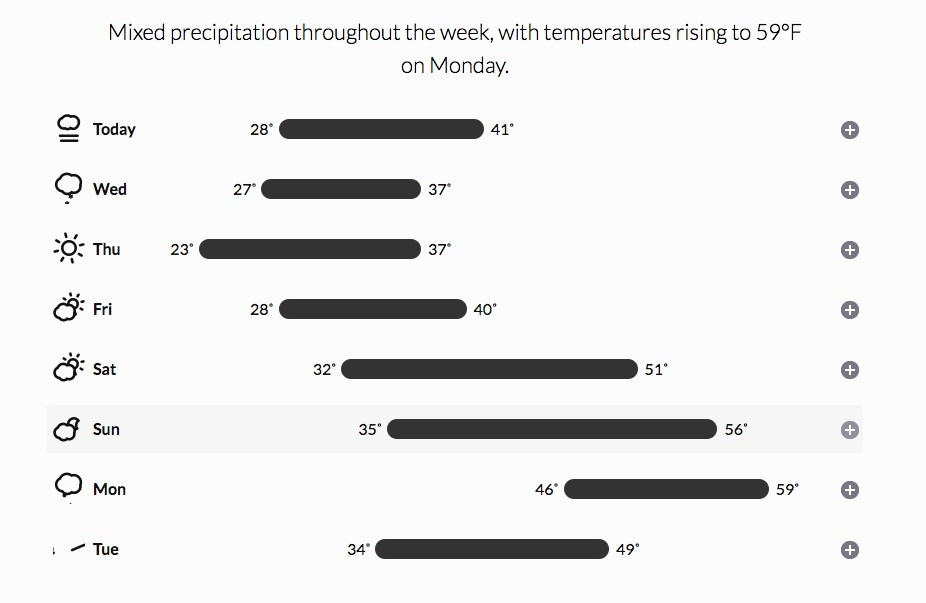 Mixed precipitation throughout the week, with temperatures rising to 59°F
on Monday.
Today 28° 41°
Wed 27° 37°
Thu 23° 37°
Fri 28° 40°
Sat 32° 51°
Sun 35° 56°
Mon 46° 59°
Tue 34° 49°